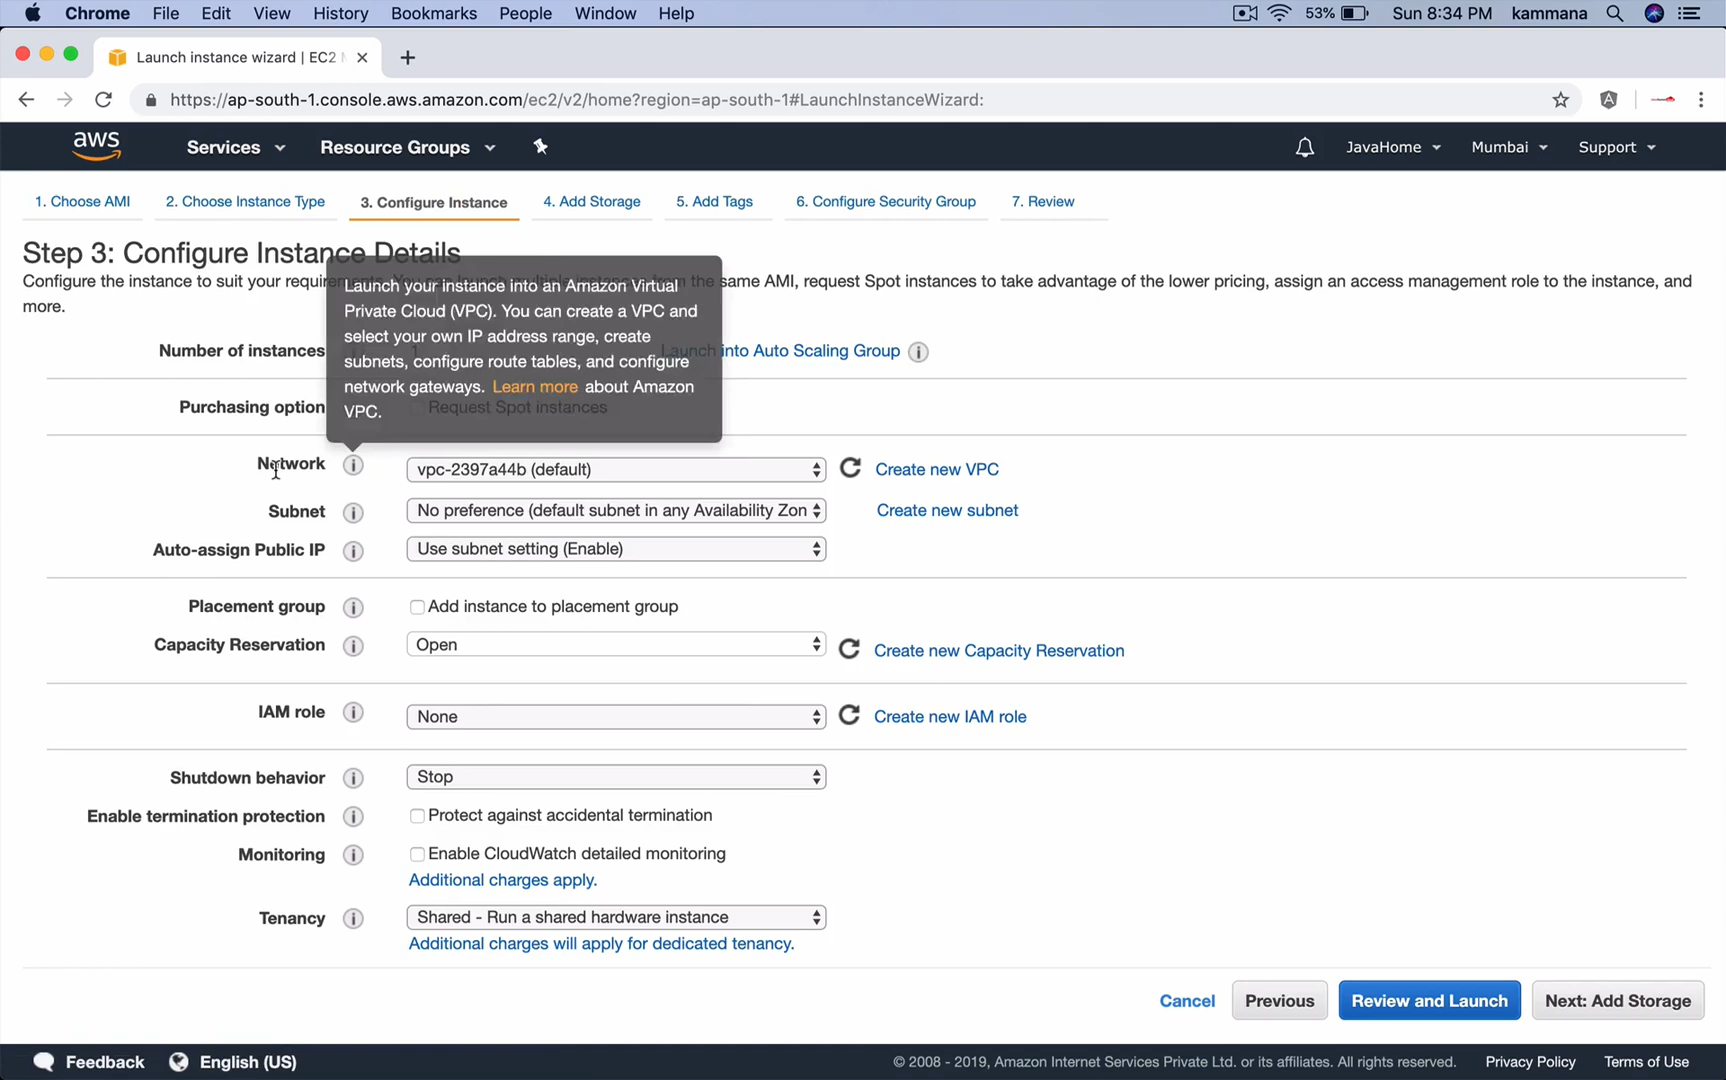 Chrome File Edit View History Bookmarks People Window Help 53% Sun 8:34 PM kammana
Launch instance wizard | EC2
https://ap-south-1.console.aws.amazon.com/ec2/v2/home?region=ap-south-1#LaunchInstanceWizard:
aws Services Resource Groups JavaHome Mumbai Support
1. Choose AMI 2. Choose Instance Type 3. Configure Instance 4. Add Storage 5. Add Tags 6. Configure Security Group 7. Review
Step 3: Configure Instance Details
Configure the instance to suit your requirements. You can launch multiple instances from the same AMI, request Spot instances to take advantage of the lower pricing, assign an access management role to the instance, and
more.
Launch your instance into an Amazon Virtual
Private Cloud (VPC). You can create a VPC and
select your own IP address range, create
subnets, configure route tables, and configure
network gateways. Learn more about Amazon
VPC.
Number of instances 1 Launch into Auto Scaling Group
Purchasing option Request Spot instances
Network vpc-2397a44b (default) Create new VPC
Subnet No preference (default subnet in any Availability Zon Create new subnet
Auto-assign Public IP Use subnet setting (Enable)
Placement group Add instance to placement group
Capacity Reservation Open Create new Capacity Reservation
IAM role None Create new IAM role
Shutdown behavior Stop
Enable termination protection Protect against accidental termination
Monitoring Enable CloudWatch detailed monitoring
Additional charges apply.
Tenancy Shared - Run a shared hardware instance
Additional charges will apply for dedicated tenancy.
Cancel Previous Review and Launch Next: Add Storage
Feedback English (US) © 2008 - 2019, Amazon Internet Services Private Ltd. or its affiliates. All rights reserved. Privacy Policy Terms of Use